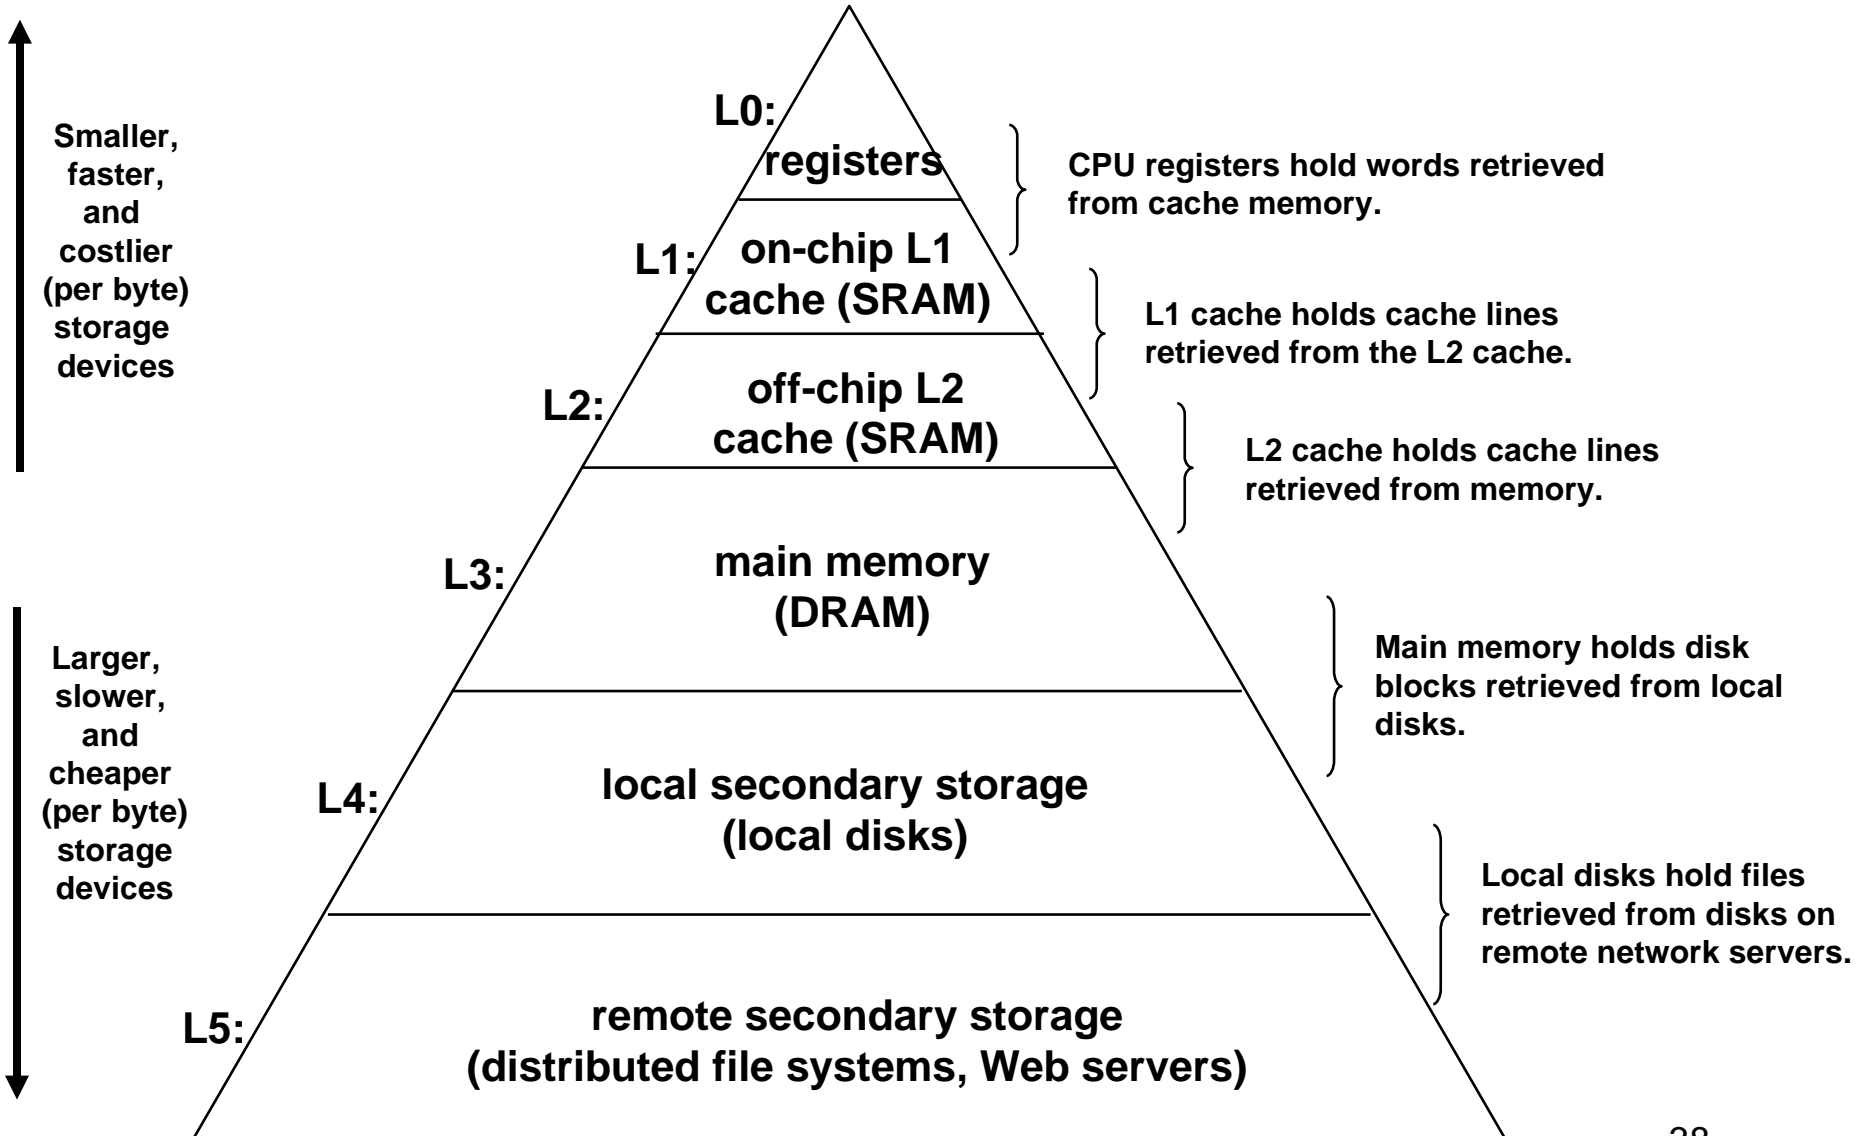 Smaller,
faster,
and
costlier
(per byte)
storage
devices
Larger,
slower,
and
cheaper
(per byte)
storage
devices
L0:
registers
L1:
on-chip L1
cache (SRAM)
L2:
off-chip L2
cache (SRAM)
L3:
main memory
(DRAM)
L4:
local secondary storage
(local disks)
L5:
remote secondary storage
(distributed file systems, Web servers)
CPU registers hold words retrieved
from cache memory.
L1 cache holds cache lines
retrieved from the L2 cache.
L2 cache holds cache lines
retrieved from memory.
Main memory holds disk
blocks retrieved from local
disks.
Local disks hold files
retrieved from disks on
remote network servers.